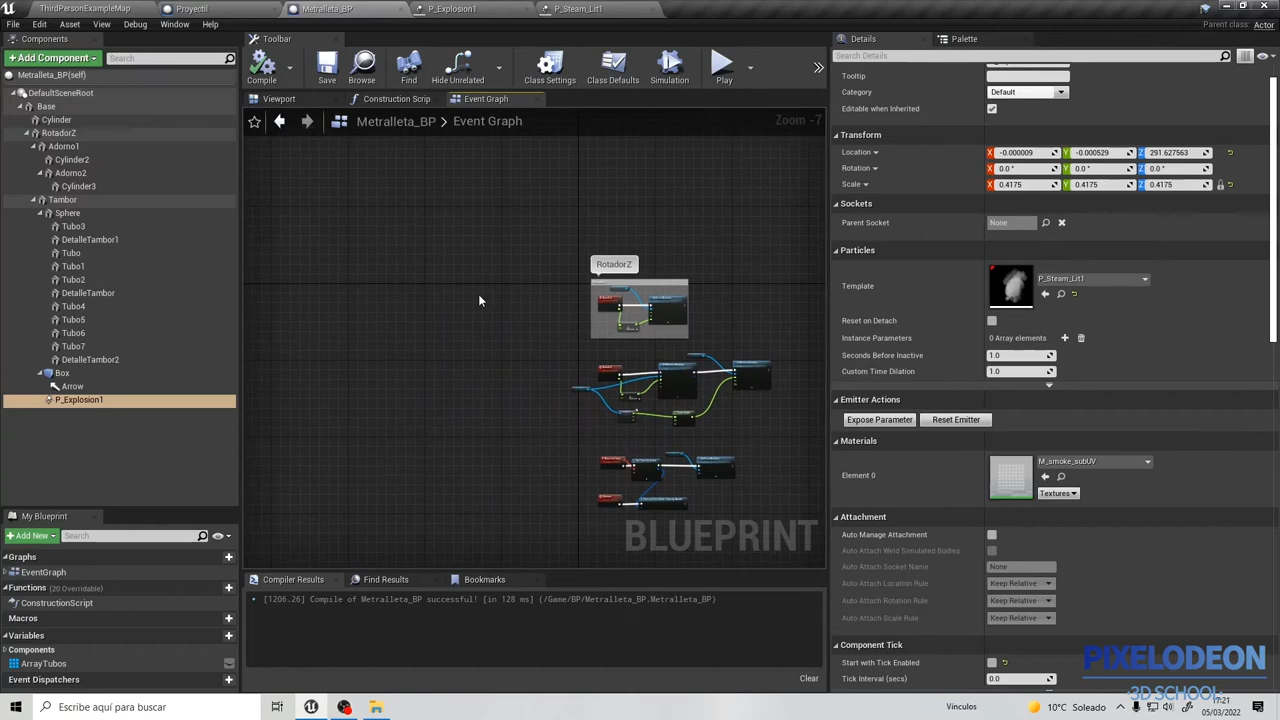 ThirdPersonExampleMap
Proyectil
Metralleta_BP
P_Explosion1
P_Steam_Lit1
File Edit Asset View Debug Window Help
Parent class: Actor
Components
Add Component
Search
Metralleta_BP(self)
DefaultSceneRoot
Base
Cylinder
RotadorZ
Adorno1
Cylinder2
Adorno2
Cylinder3
Tambor
Sphere
Tubo3
DetalleTambor1
Tubo
Tubo1
Tubo2
DetalleTambor
Tubo4
Tubo5
Tubo6
Tubo7
DetalleTambor2
Box
Arrow
P_Explosion1
My Blueprint
Add New
Search
Graphs
EventGraph
Functions (20 Overridable)
ConstructionScript
Macros
Variables
Components
ArrayTubos
Event Dispatchers
Toolbar
Compile
Save
Browse
Find
Hide Unrelated
Class Settings
Class Defaults
Simulation
Play
Viewport
Construction Scrip
Event Graph
Metralleta_BP > Event Graph
Zoom -7
RotadorZ
BLUEPRINT
Compiler Results
Find Results
Bookmarks
[1206.26] Compile of Metralleta_BP successful! [in 128 ms] (/Game/BP/Metralleta_BP.Metralleta_BP)
Clear
Details
Palette
Search Details
Tooltip
Category Default
Editable when Inherited
Transform
Location X -0.000009 Y -0.000529 Z 291.627563
Rotation X 0.0 ° Y 0.0 ° Z 0.0 °
Scale X 0.4175 Y 0.4175 Z 0.4175
Sockets
Parent Socket None
Particles
Template P_Steam_Lit1
Reset on Detach
Instance Parameters 0 Array elements
Seconds Before Inactive 1.0
Custom Time Dilation 1.0
Emitter Actions
Expose Parameter Reset Emitter
Materials
Element 0 M_smoke_subUV
Textures
Attachment
Auto Manage Attachment
Auto Attach Weld Simulated Bodies
Auto Attach Socket Name None
Auto Attach Location Rule Keep Relative
Auto Attach Rotation Rule Keep Relative
Auto Attach Scale Rule Keep Relative
Component Tick
Start with Tick Enabled
Tick Interval (secs) 0.0
PIXELODEON
3D SCHOOL
Escribe aquí para buscar
Vínculos
10°C Soleado
17:21
05/03/2022